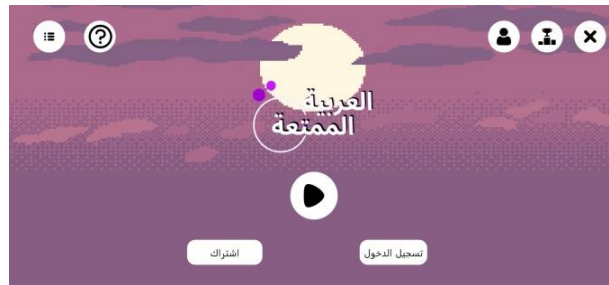 العربية
الممتعة
تسجيل الدخول
اشتراك